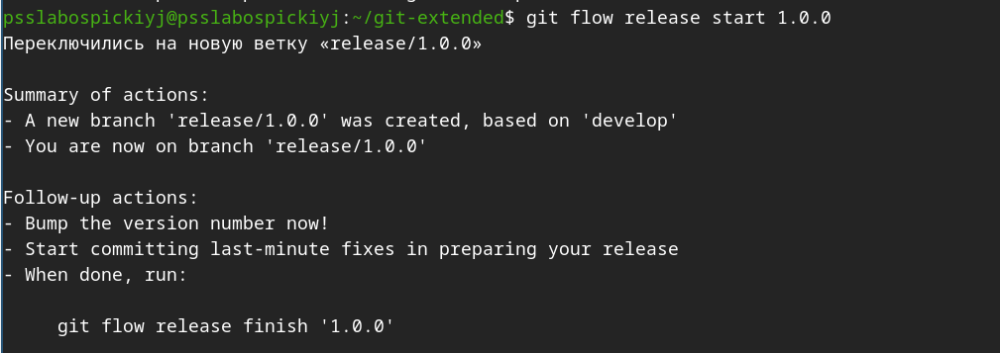 psslabospickiyj@psslabospickiyj:~/git-extended$ git flow release start 1.0.0
Переключились на новую ветку «release/1.0.0»
Summary of actions:
- A new branch 'release/1.0.0' was created, based on 'develop'
- You are now on branch 'release/1.0.0'
Follow-up actions:
- Bump the version number now!
- Start committing last-minute fixes in preparing your release
- When done, run:
git flow release finish '1.0.0'